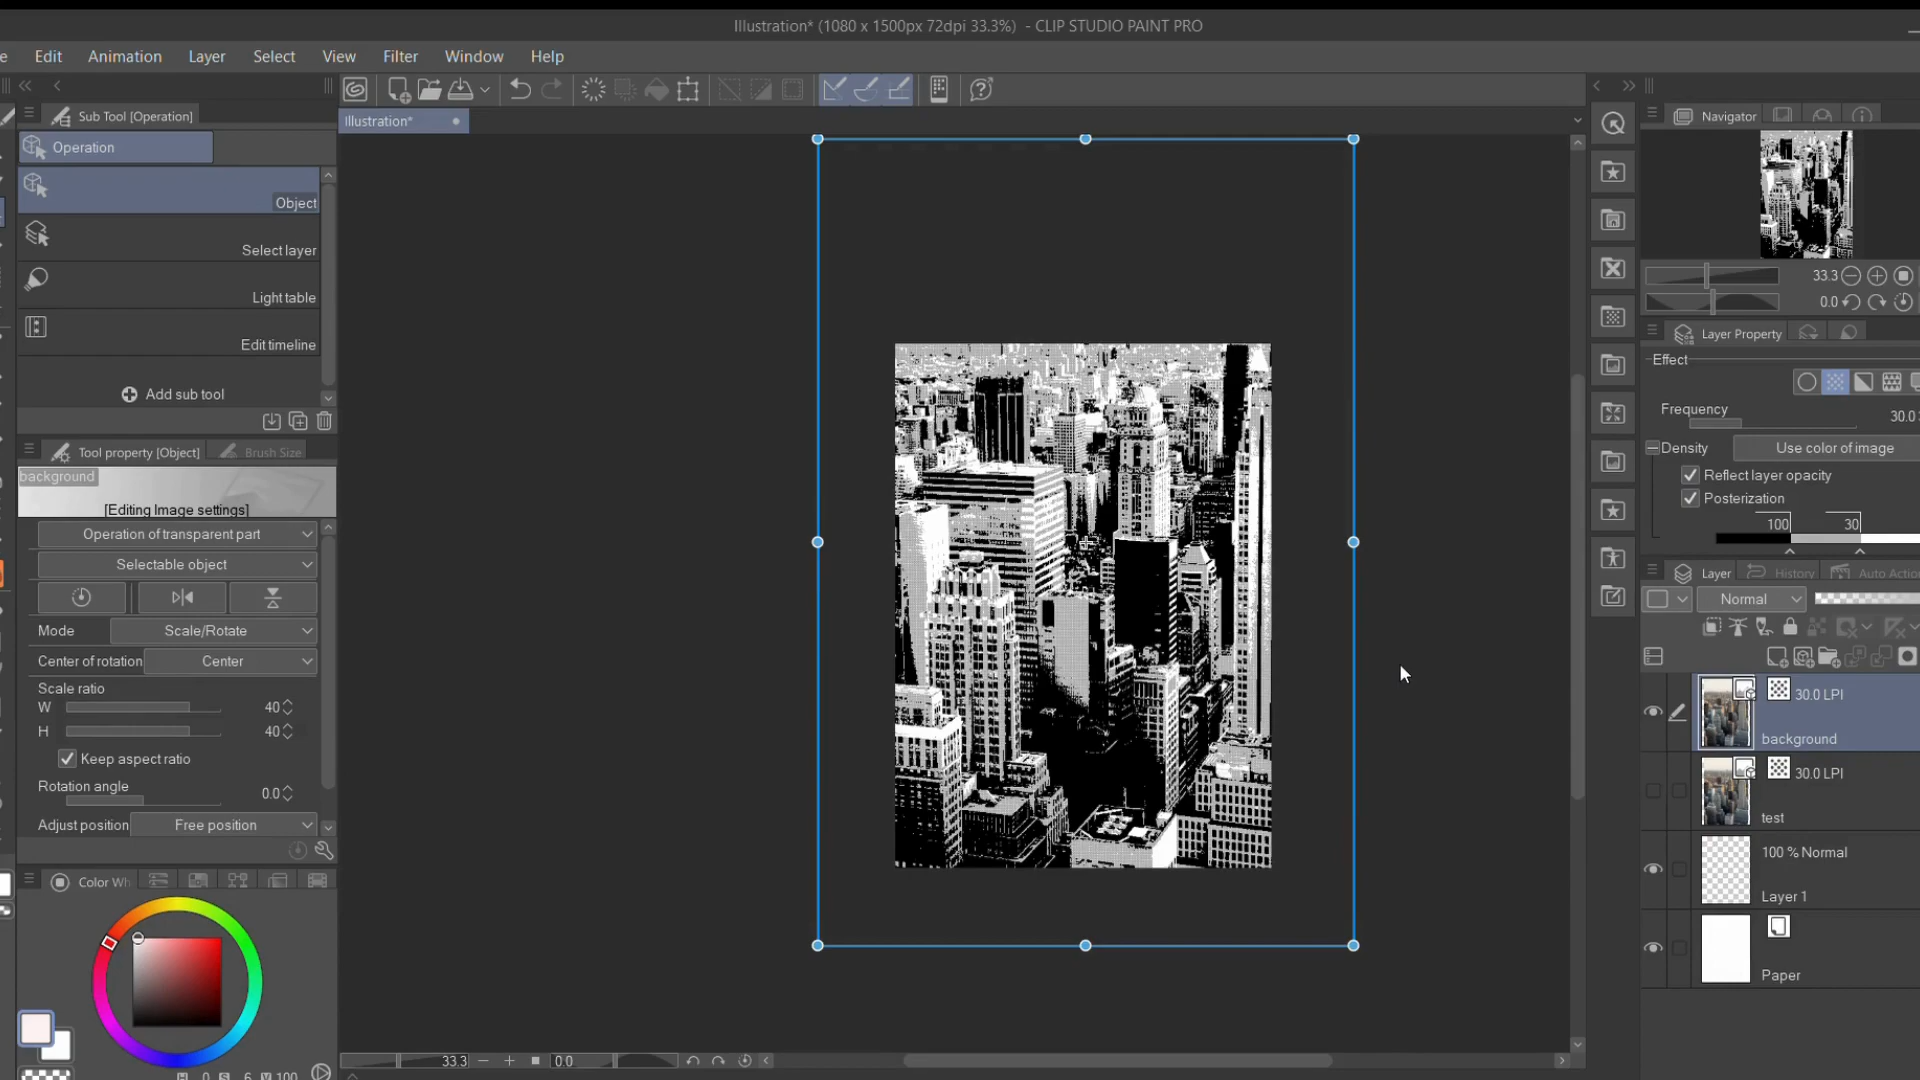 Illustration* (1080 x 1500px 72dpi 33.3%) - CLIP STUDIO PAINT PRO
e Edit Animation Layer Select View Filter Window Help
Sub Tool [Operation]
Operation
Object
Select layer
Light table
Edit timeline
Add sub tool
Tool property [Object] Brush Size
background
[Editing Image settings]
Operation of transparent part
Selectable object
Mode Scale/Rotate
Center of rotation Center
Scale ratio
W 40
H 40
Keep aspect ratio
Rotation angle 0.0
Adjust position Free position
Color Wh
H 0 S 6 V 100
Illustration*
33.3 0.0
Navigator
33.3
0.0
Layer Property
Effect
Frequency 30.0
Density Use color of image
Reflect layer opacity
Posterization
100 30
Layer History Auto Actio
Normal
30.0 LPI
background
30.0 LPI
test
100 % Normal
Layer 1
Paper